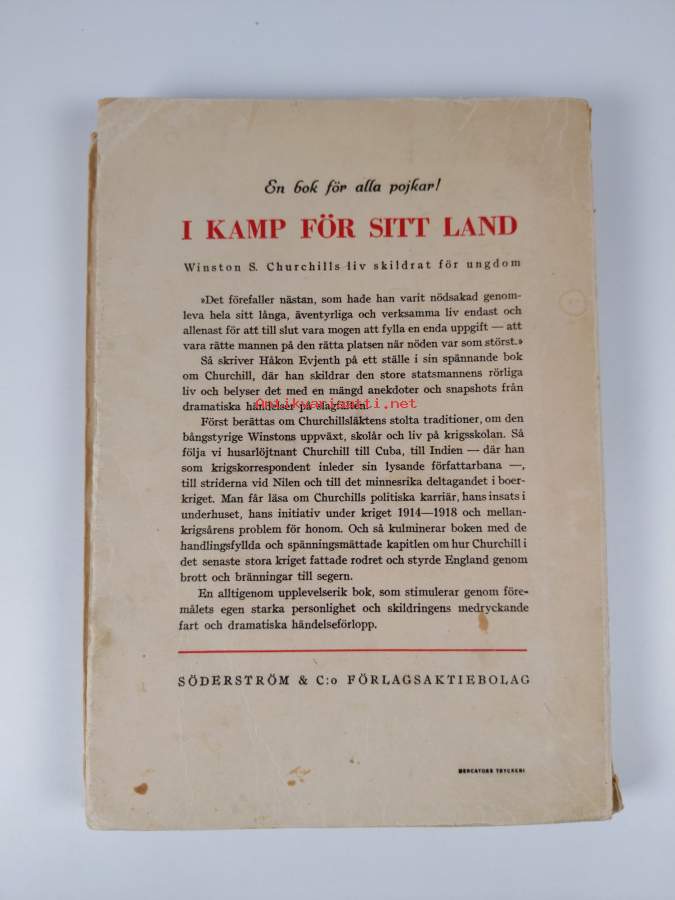 En bok för alla pojkar!
I KAMP FÖR SITT LAND
Winston S. Churchills liv skildrat för ungdom
»Det förefaller nästan, som hade han varit nödsakad genom-
leva hela sitt långa, äventyrliga och verksamma liv endast och
allenast för att till slut vara mogen att fylla en enda uppgift — att
vara rätte mannen på den rätta platsen när nöden var som störst.»
Så skriver Håkon Evjenth på ett ställe i sin spännande bok
om Churchill, där han skildrar den store statsmannens rörliga
liv och belyser det med en mängd anekdoter och snapshots från
dramatiska händelser på slagfälten.
Antikvariantti.net
Först berättas om Churchillsläktens stolta traditioner, om den
bångstyrige Winstons uppväxt, skolår och liv på krigsskolan. Så
följa vi husarlöjtnant Churchill till Cuba, till Indien — där han
som krigskorrespondent inleder sin lysande författarbana —,
till striderna vid Nilen och till det minnesrika deltagandet i boer-
kriget. Man får läsa om Churchills politiska karriär, hans insats i
underhuset, hans initiativ under kriget 1914—1918 och mellan-
krigsårens problem för honom. Och så kulminerar boken med de
handlingsfyllda och spänningsmättade kapitlen om hur Churchill i
det senaste stora kriget fattade rodret och styrde England genom
brott och bränningar till segern.
En alltigenom upplevelserik bok, som stimulerar genom före-
målets egen starka personlighet och skildringens medryckande
fart och dramatiska händelseförlopp.
SÖDERSTRÖM & C:o FÖRLAGSAKTIEBOLAG
MERCATORS TRYCKERI